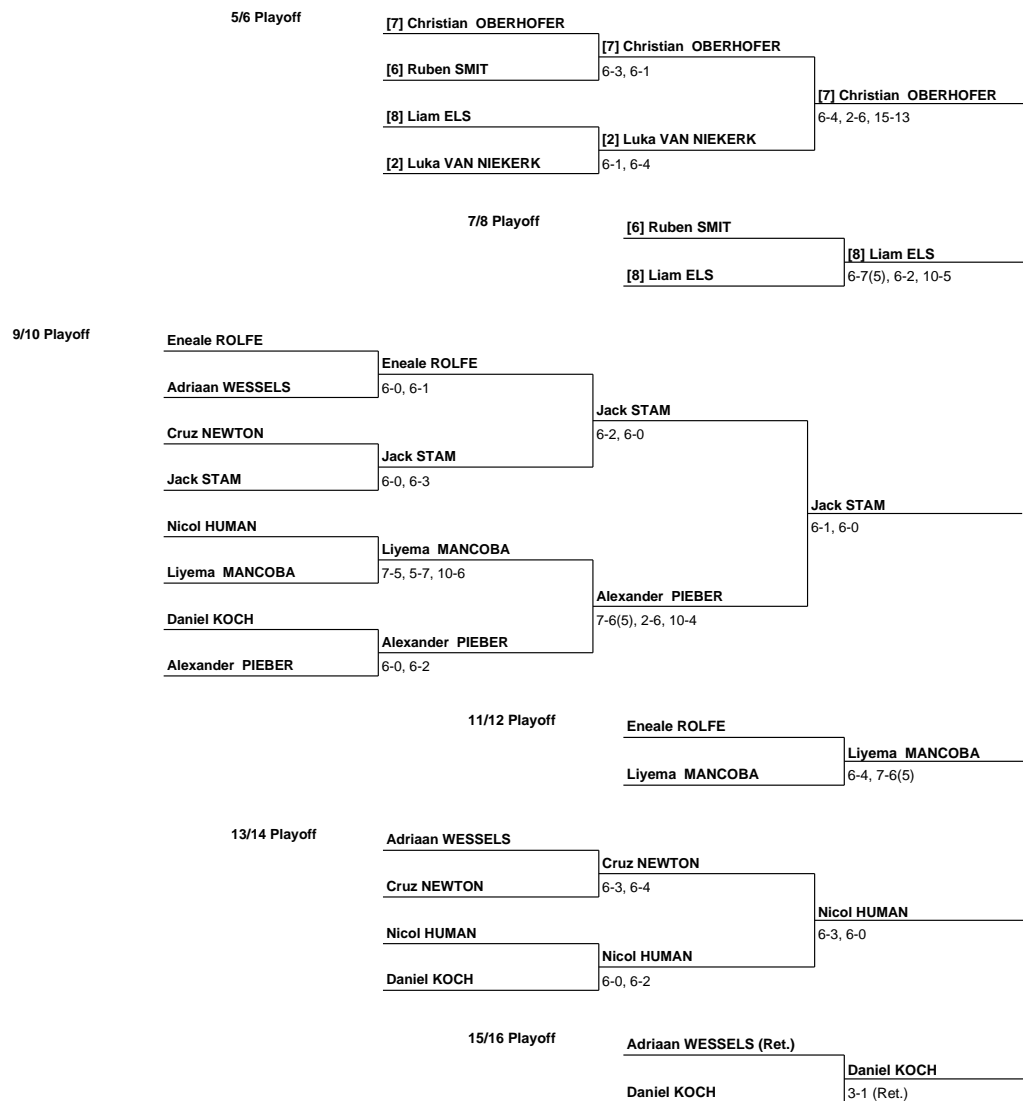 5/6 Playoff
[7] Christian OBERHOFER
[7] Christian OBERHOFER
[6] Ruben SMIT
6-3, 6-1
[7] Christian OBERHOFER
[8] Liam ELS
6-4, 2-6, 15-13
[2] Luka VAN NIEKERK
[2] Luka VAN NIEKERK
6-1, 6-4
7/8 Playoff
[6] Ruben SMIT
[8] Liam ELS
[8] Liam ELS
6-7(5), 6-2, 10-5
9/10 Playoff
Eneale ROLFE
Eneale ROLFE
Adriaan WESSELS
6-0, 6-1
Jack STAM
Cruz NEWTON
6-2, 6-0
Jack STAM
Jack STAM
6-0, 6-3
Jack STAM
Nicol HUMAN
6-1, 6-0
Liyema MANCOBA
Liyema MANCOBA
7-5, 5-7, 10-6
Alexander PIEBER
Daniel KOCH
7-6(5), 2-6, 10-4
Alexander PIEBER
Alexander PIEBER
6-0, 6-2
11/12 Playoff
Eneale ROLFE
Liyema MANCOBA
Liyema MANCOBA
6-4, 7-6(5)
13/14 Playoff
Adriaan WESSELS
Cruz NEWTON
Cruz NEWTON
6-3, 6-4
Nicol HUMAN
Nicol HUMAN
6-3, 6-0
Nicol HUMAN
Daniel KOCH
6-0, 6-2
15/16 Playoff
Adriaan WESSELS (Ret.)
Daniel KOCH
Daniel KOCH
3-1 (Ret.)